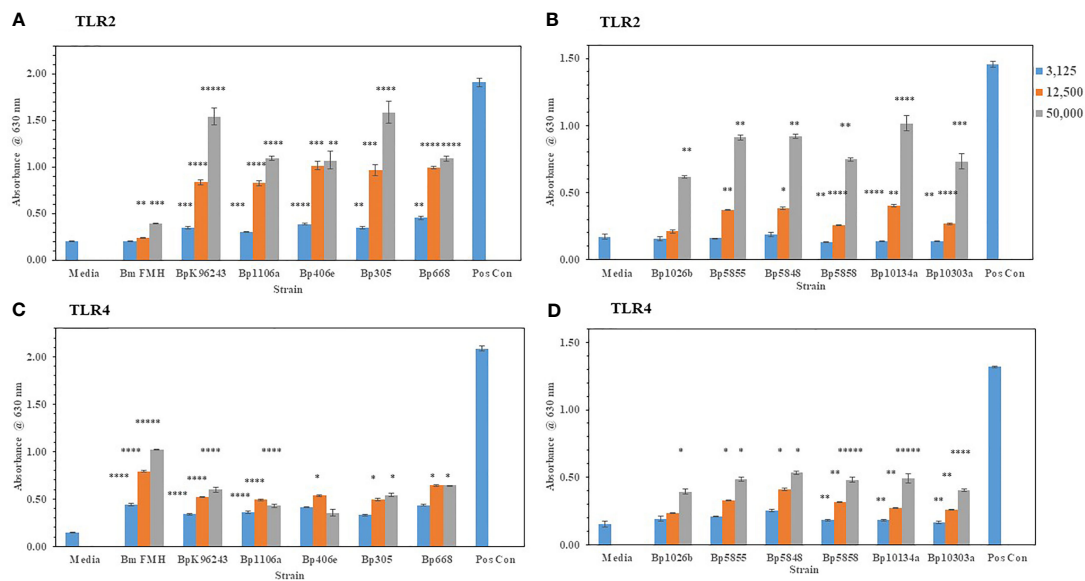 A
TLR2
Absorbance @ 630 nm
2.00
1.50
1.00
0.50
0.00
** ***
*** **** *****
*** **** ****
**** *** **
** *** ****
** ********
Media Bm FMH BpK96243 Bp1106a Bp406e Bp305 Bp668 Pos Con
Strain
B
TLR2
Absorbance @ 630 nm
1.50
1.00
0.50
0.00
**
** **
* **
** **** **
**** ** ****
** **** ***
Media Bp1026b Bp5855 Bp5848 Bp5858 Bp10134a Bp10303a Pos Con
Strain
3,125
12,500
50,000
C
TLR4
Absorbance @ 630 nm
2.00
1.50
1.00
0.50
0.00
**** **** *****
**** **** ****
**** **** ****
*
* *
* *
Media Bm FMH BpK96243 Bp1106a Bp406e Bp305 Bp668 Pos Con
Strain
D
TLR4
Absorbance @ 630 nm
1.50
1.00
0.50
0.00
*
* *
* *
** ** *****
** ** *****
** ** ****
Media Bp1026b Bp5855 Bp5848 Bp5858 Bp10134a Bp10303a Pos Con
Strain